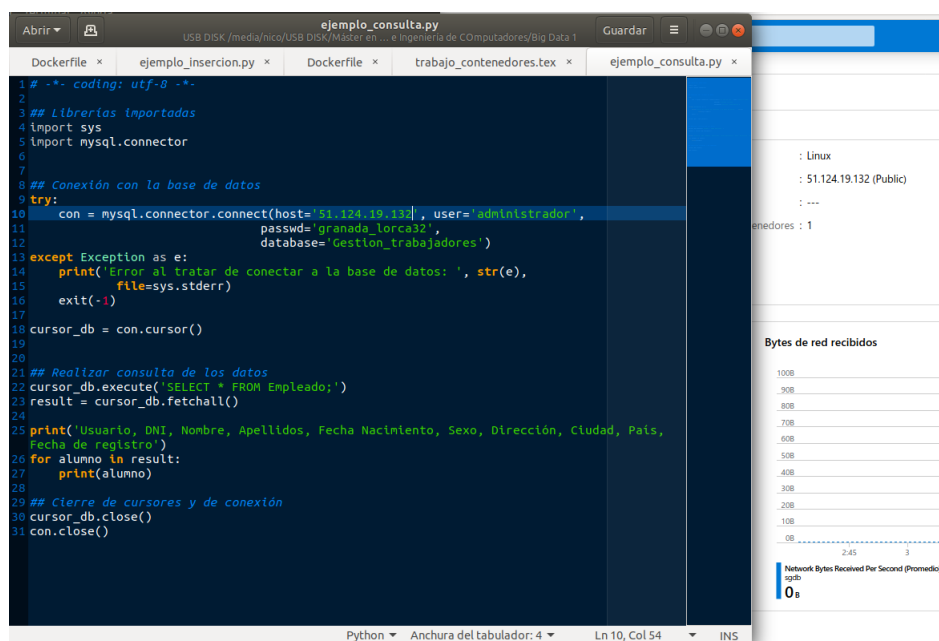 Abrir
ejemplo_consulta.py
USB DISK /media/nico/USB DISK/Máster en ... e Ingeniería de COmputadores/Big Data 1
Guardar
Dockerfile ×
ejemplo_insercion.py ×
Dockerfile ×
trabajo_contenedores.tex ×
ejemplo_consulta.py ×
1 # -*- coding: utf-8 -*-
2
3 ## Librerías importadas
4 import sys
5 import mysql.connector
6
7
8 ## Conexión con la base de datos
9 try:
10     con = mysql.connector.connect(host='51.124.19.132', user='administrador',
11                                   passwd='granada_lorca32',
12                                   database='Gestion_trabajadores')
13 except Exception as e:
14     print('Error al tratar de conectar a la base de datos: ', str(e),
15           file=sys.stderr)
16     exit(-1)
17
18 cursor_db = con.cursor()
19
20
21 ## Realizar consulta de los datos
22 cursor_db.execute('SELECT * FROM Empleado;')
23 result = cursor_db.fetchall()
24
25 print('Usuario, DNI, Nombre, Apellidos, Fecha Nacimiento, Sexo, Dirección, Ciudad, País,
Fecha de registro')
26 for alumno in result:
27     print(alumno)
28
29 ## Cierre de cursores y de conexión
30 cursor_db.close()
31 con.close()
Python
Anchura del tabulador: 4
Ln 10, Col 54
INS
: Linux
: 51.124.19.132 (Public)
: ---
enedores : 1
Bytes de red recibidos
100B
90B
80B
70B
60B
50B
40B
30B
20B
10B
0B
2:45
3
Network Bytes Received Per Second (Promedio)
sgdb
0 B